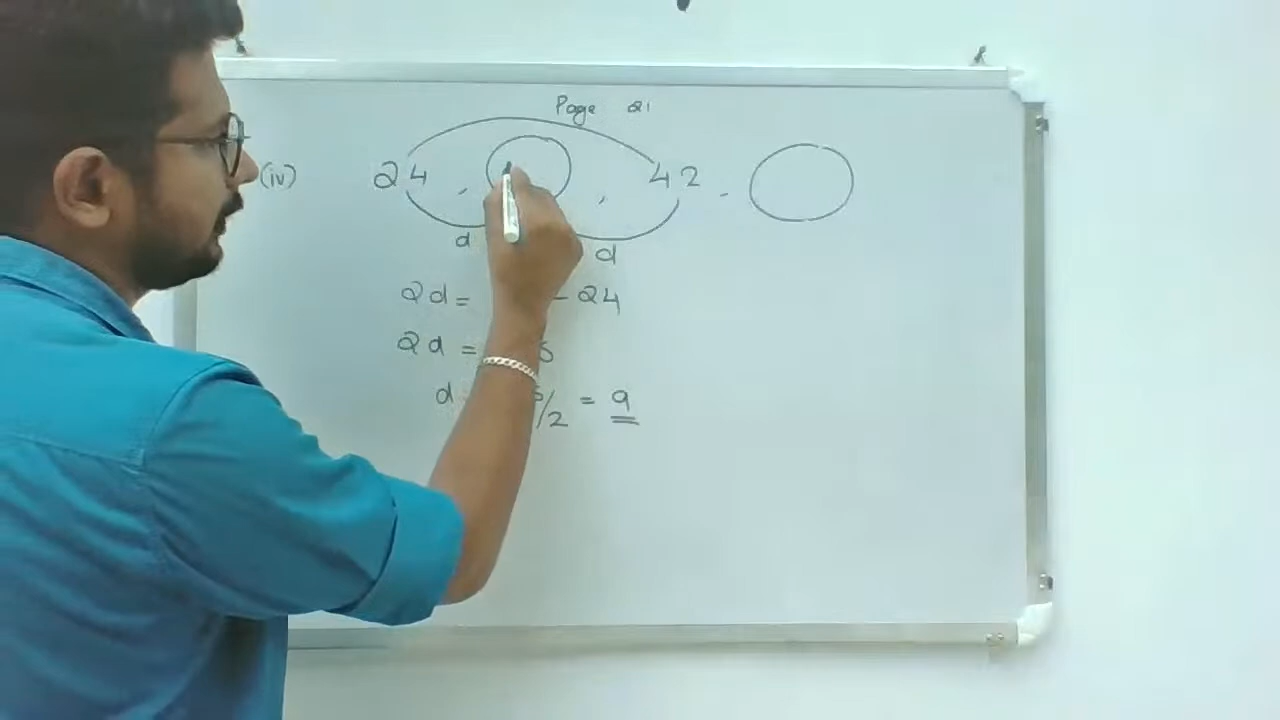 Page 21
(iv) 24 , , 42 ,
d d
2d = - 24
2d =
d /2 = 9